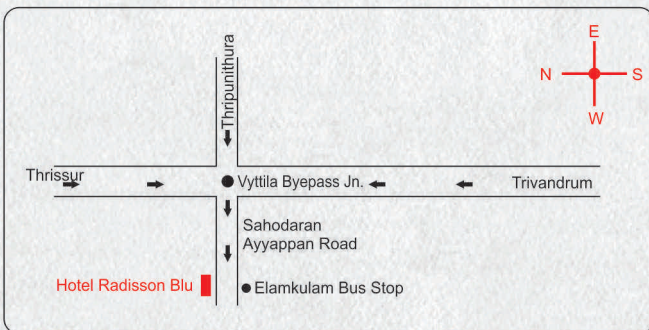 E
N S
W
Thripunithura
Thrissur
Vyttila Byepass Jn.
Trivandrum
Sahodaran
Ayyappan Road
Hotel Radisson Blu
Elamkulam Bus Stop